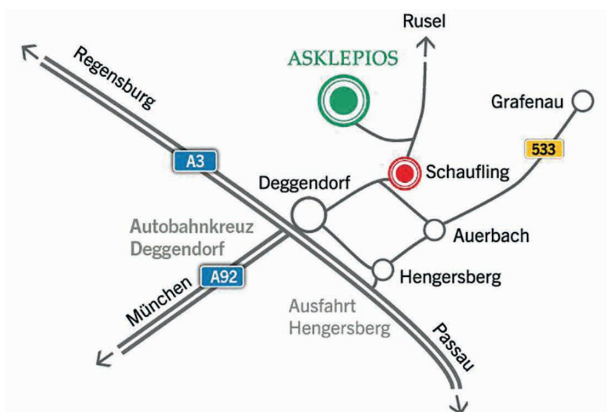 Rusel
ASKLEPIOS
Regensburg
Grafenau
A3
533
Schaufling
Deggendorf
Autobahnkreuz
Deggendorf
Auerbach
A92
München
Hengersberg
Ausfahrt
Hengersberg
Passau